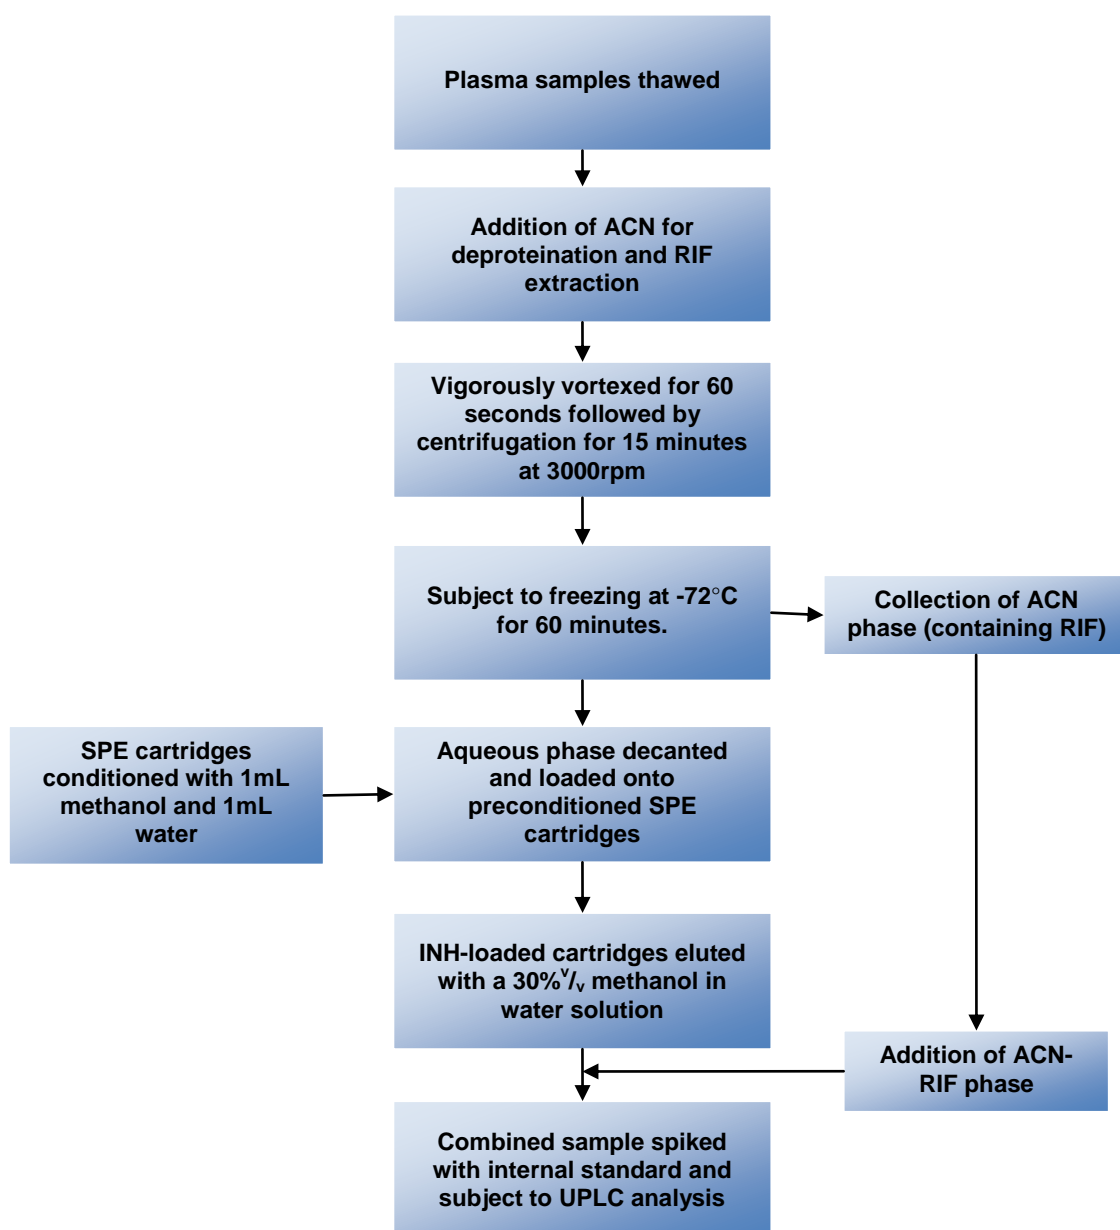 Plasma samples thawed
Addition of ACN for
deproteination and RIF
extraction
Vigorously vortexed for 60
seconds followed by
centrifugation for 15 minutes
at 3000rpm
Subject to freezing at -72°C
for 60 minutes.
Collection of ACN
phase (containing RIF)
SPE cartridges
conditioned with 1mL
methanol and 1mL
water
Aqueous phase decanted
and loaded onto
preconditioned SPE
cartridges
INH-loaded cartridges eluted
with a 30%v/v methanol in
water solution
Addition of ACN-
RIF phase
Combined sample spiked
with internal standard and
subject to UPLC analysis